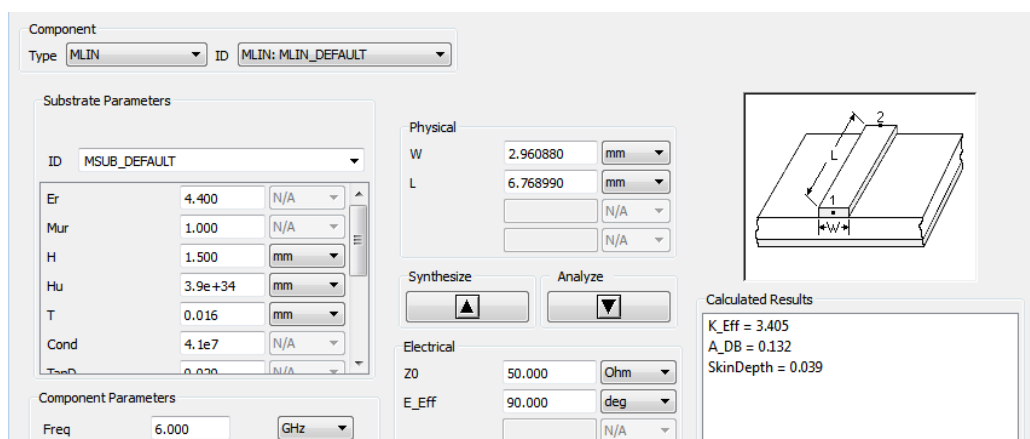 Component
Type MLIN ID MLIN: MLIN_DEFAULT
Substrate Parameters
ID MSUB_DEFAULT
Er 4.400 N/A
Mur 1.000 N/A
H 1.500 mm
Hu 3.9e+34 mm
T 0.016 mm
Cond 4.1e7 N/A
TanD 0.020 N/A
Component Parameters
Freq 6.000 GHz
Physical
W 2.960880 mm
L 6.768990 mm
N/A
N/A
Synthesize Analyze
Electrical
Z0 50.000 Ohm
E_Eff 90.000 deg
N/A
2
L
1
W
Calculated Results
K_Eff = 3.405
A_DB = 0.132
SkinDepth = 0.039